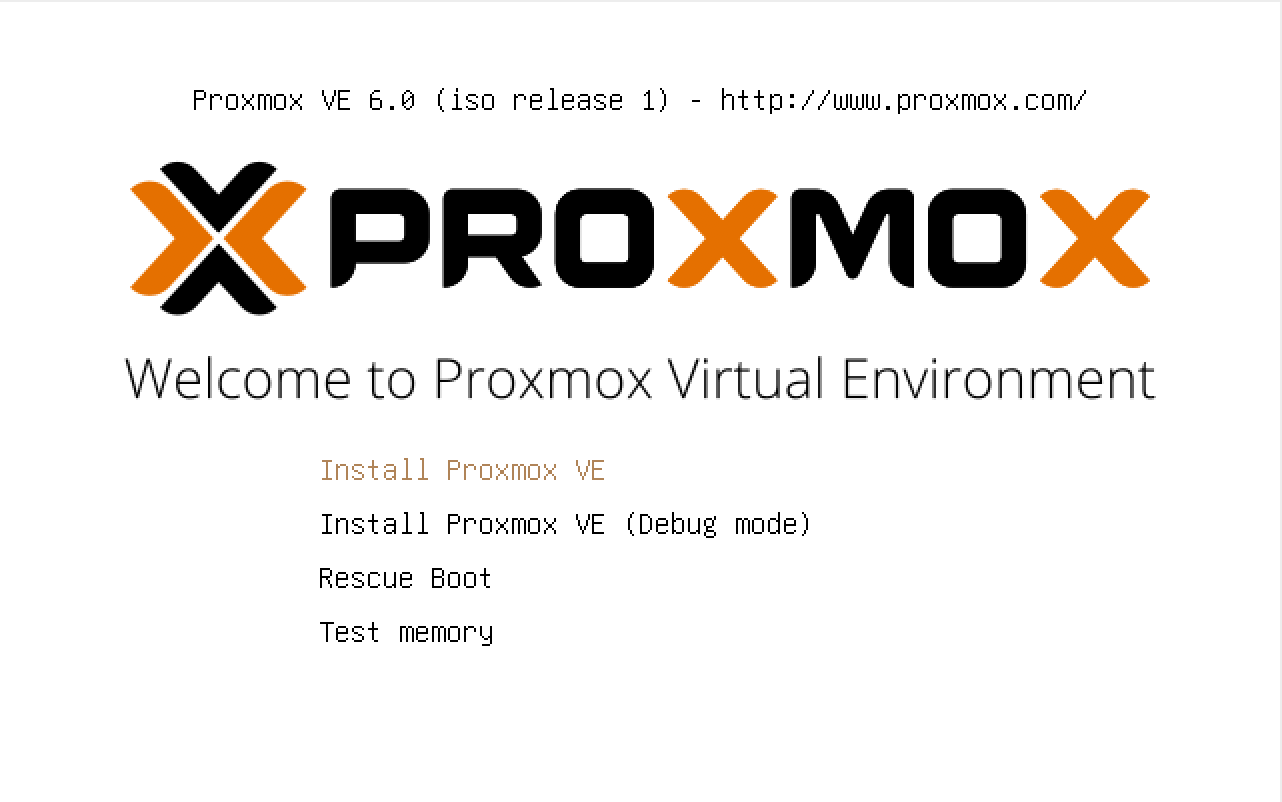 Proxmox VE 6.0 (iso release 1) - http://www.proxmox.com/
PROXMOX
Welcome to Proxmox Virtual Environment
Install Proxmox VE
Install Proxmox VE (Debug mode)
Rescue Boot
Test memory